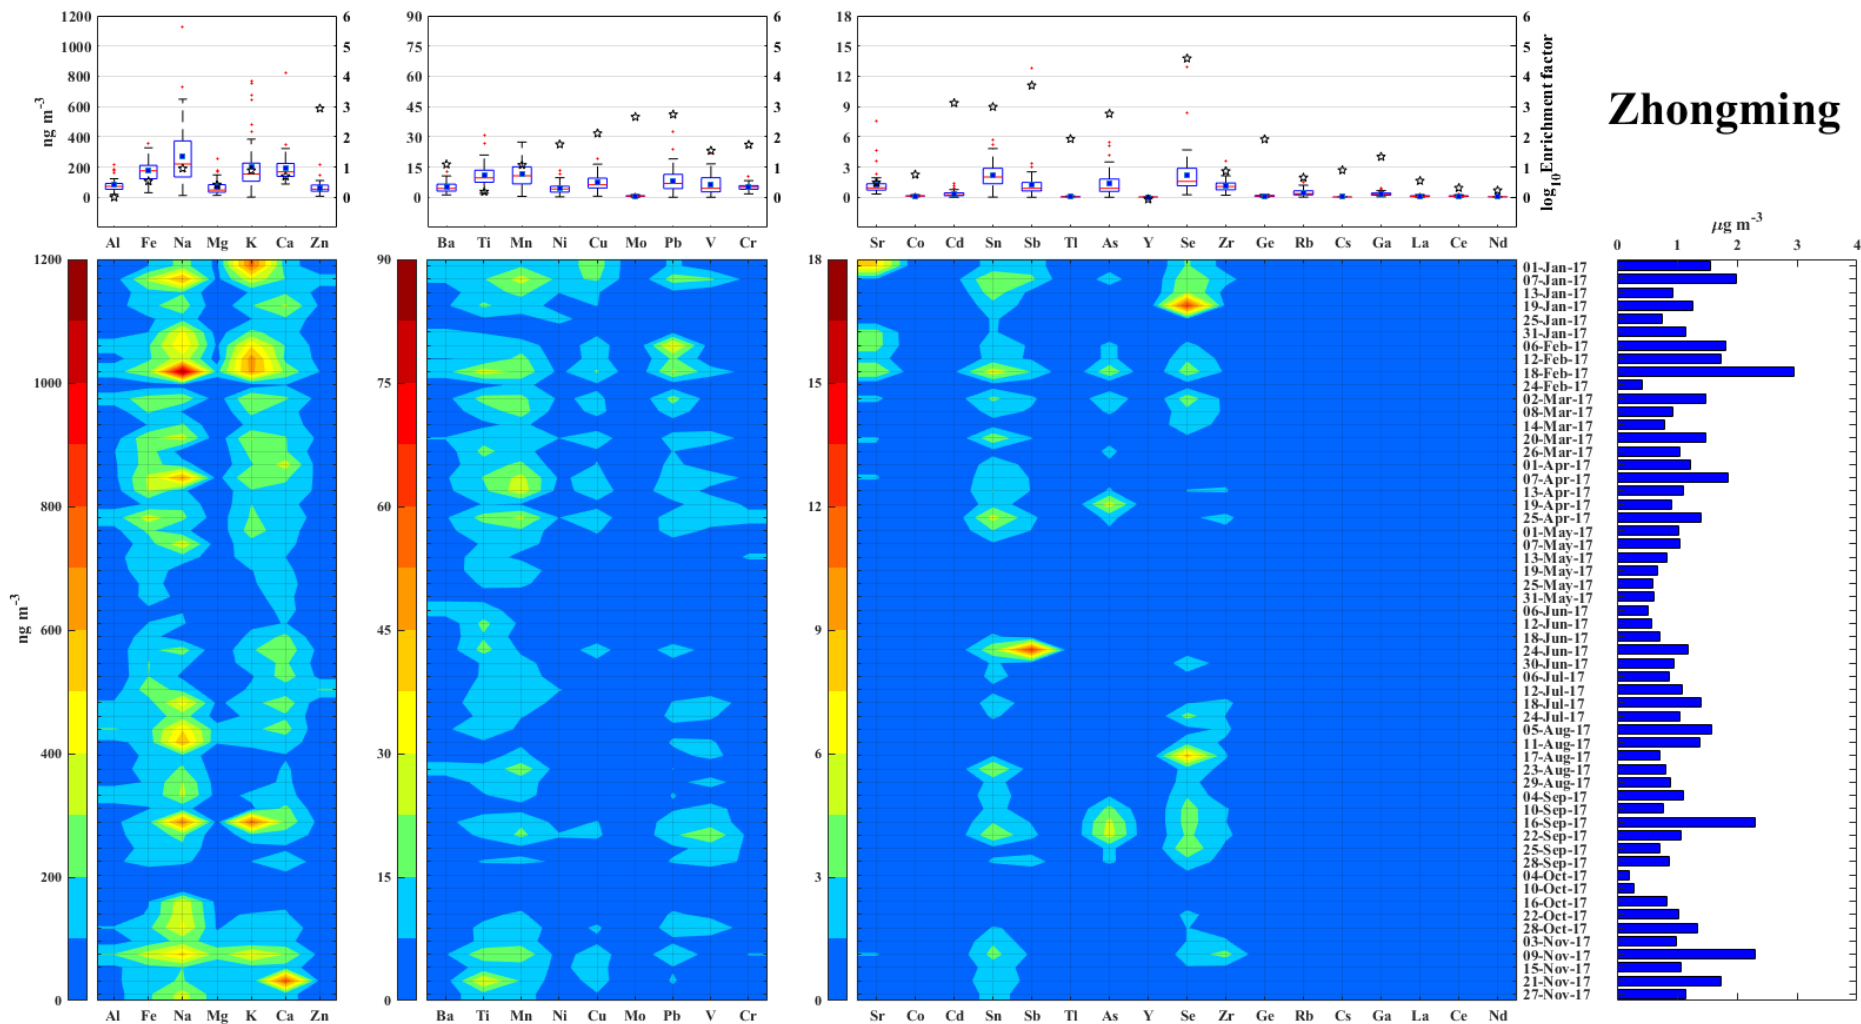 1200
1000
800
600
400
200
0
ng m-3
6
5
4
3
2
1
0
Al Fe Na Mg K Ca Zn
90
75
60
45
30
15
0
6
5
4
3
2
1
0
Ba Ti Mn Ni Cu Mo Pb V Cr
18
15
12
9
6
3
0
6
5
4
3
2
1
0
log10Enrichment factor
Sr Co Cd Sn Sb Tl As Y Se Zr Ge Rb Cs Ga La Ce Nd
Zhongming
μg m-3
0 1 2 3 4
1200
1000
800
600
400
200
0
ng m-3
Al Fe Na Mg K Ca Zn
90
75
60
45
30
15
0
Ba Ti Mn Ni Cu Mo Pb V Cr
18
15
12
9
6
3
0
Sr Co Cd Sn Sb Tl As Y Se Zr Ge Rb Cs Ga La Ce Nd
01-Jan-17
07-Jan-17
13-Jan-17
19-Jan-17
25-Jan-17
31-Jan-17
06-Feb-17
12-Feb-17
18-Feb-17
24-Feb-17
02-Mar-17
08-Mar-17
14-Mar-17
20-Mar-17
26-Mar-17
01-Apr-17
07-Apr-17
13-Apr-17
19-Apr-17
25-Apr-17
01-May-17
07-May-17
13-May-17
19-May-17
25-May-17
31-May-17
06-Jun-17
12-Jun-17
18-Jun-17
24-Jun-17
30-Jun-17
06-Jul-17
12-Jul-17
18-Jul-17
24-Jul-17
05-Aug-17
11-Aug-17
17-Aug-17
23-Aug-17
29-Aug-17
04-Sep-17
10-Sep-17
16-Sep-17
22-Sep-17
25-Sep-17
28-Sep-17
04-Oct-17
10-Oct-17
16-Oct-17
22-Oct-17
28-Oct-17
03-Nov-17
09-Nov-17
15-Nov-17
21-Nov-17
27-Nov-17